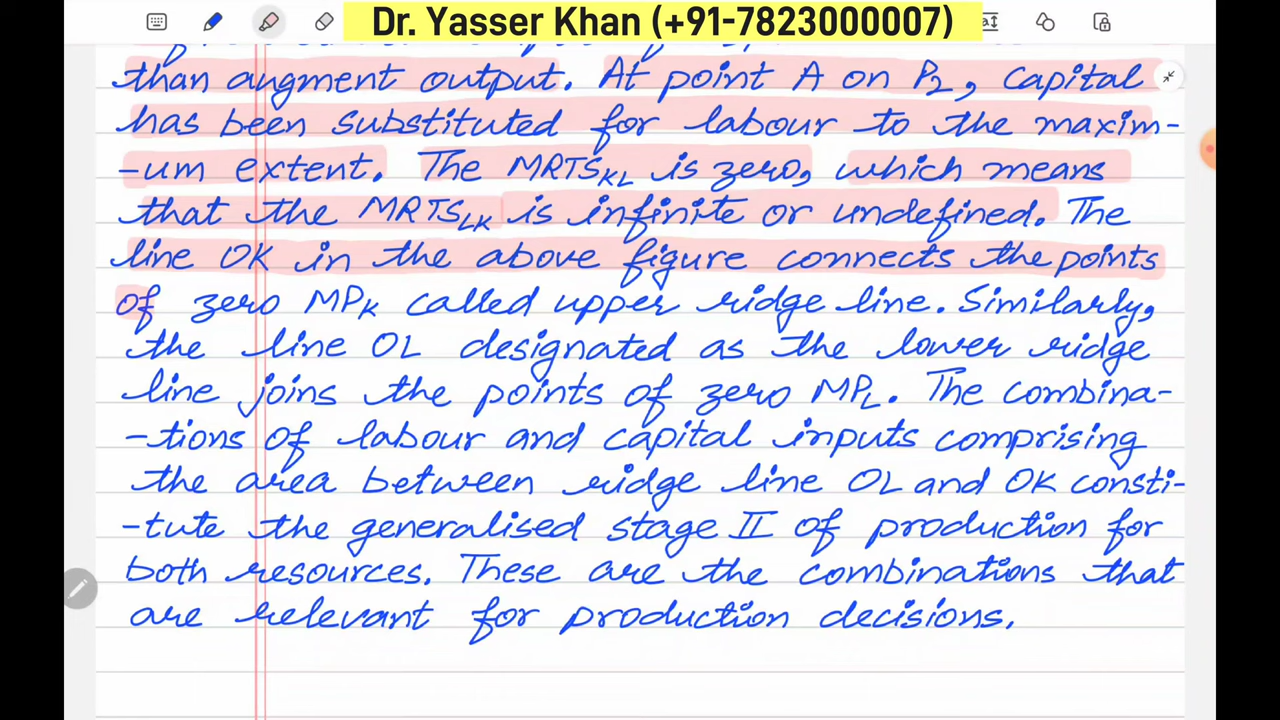 Dr. Yasser Khan (+91-7823000007)
than augment output. At point A on P2, capital
has been substituted for labour to the maxim-
-um extent. The MRTSKL is zero, which means
that the MRTSLK is infinite or undefined. The
line OK in the above figure connects the points
of zero MPK called upper ridge line. Similarly,
the line OL designated as the lower ridge
line joins the points of zero MPL. The combina-
-tions of labour and capital inputs comprising
the area between ridge line OL and OK consti-
-tute the generalised stage II of production for
both resources. These are the combinations that
are relevant for production decisions.